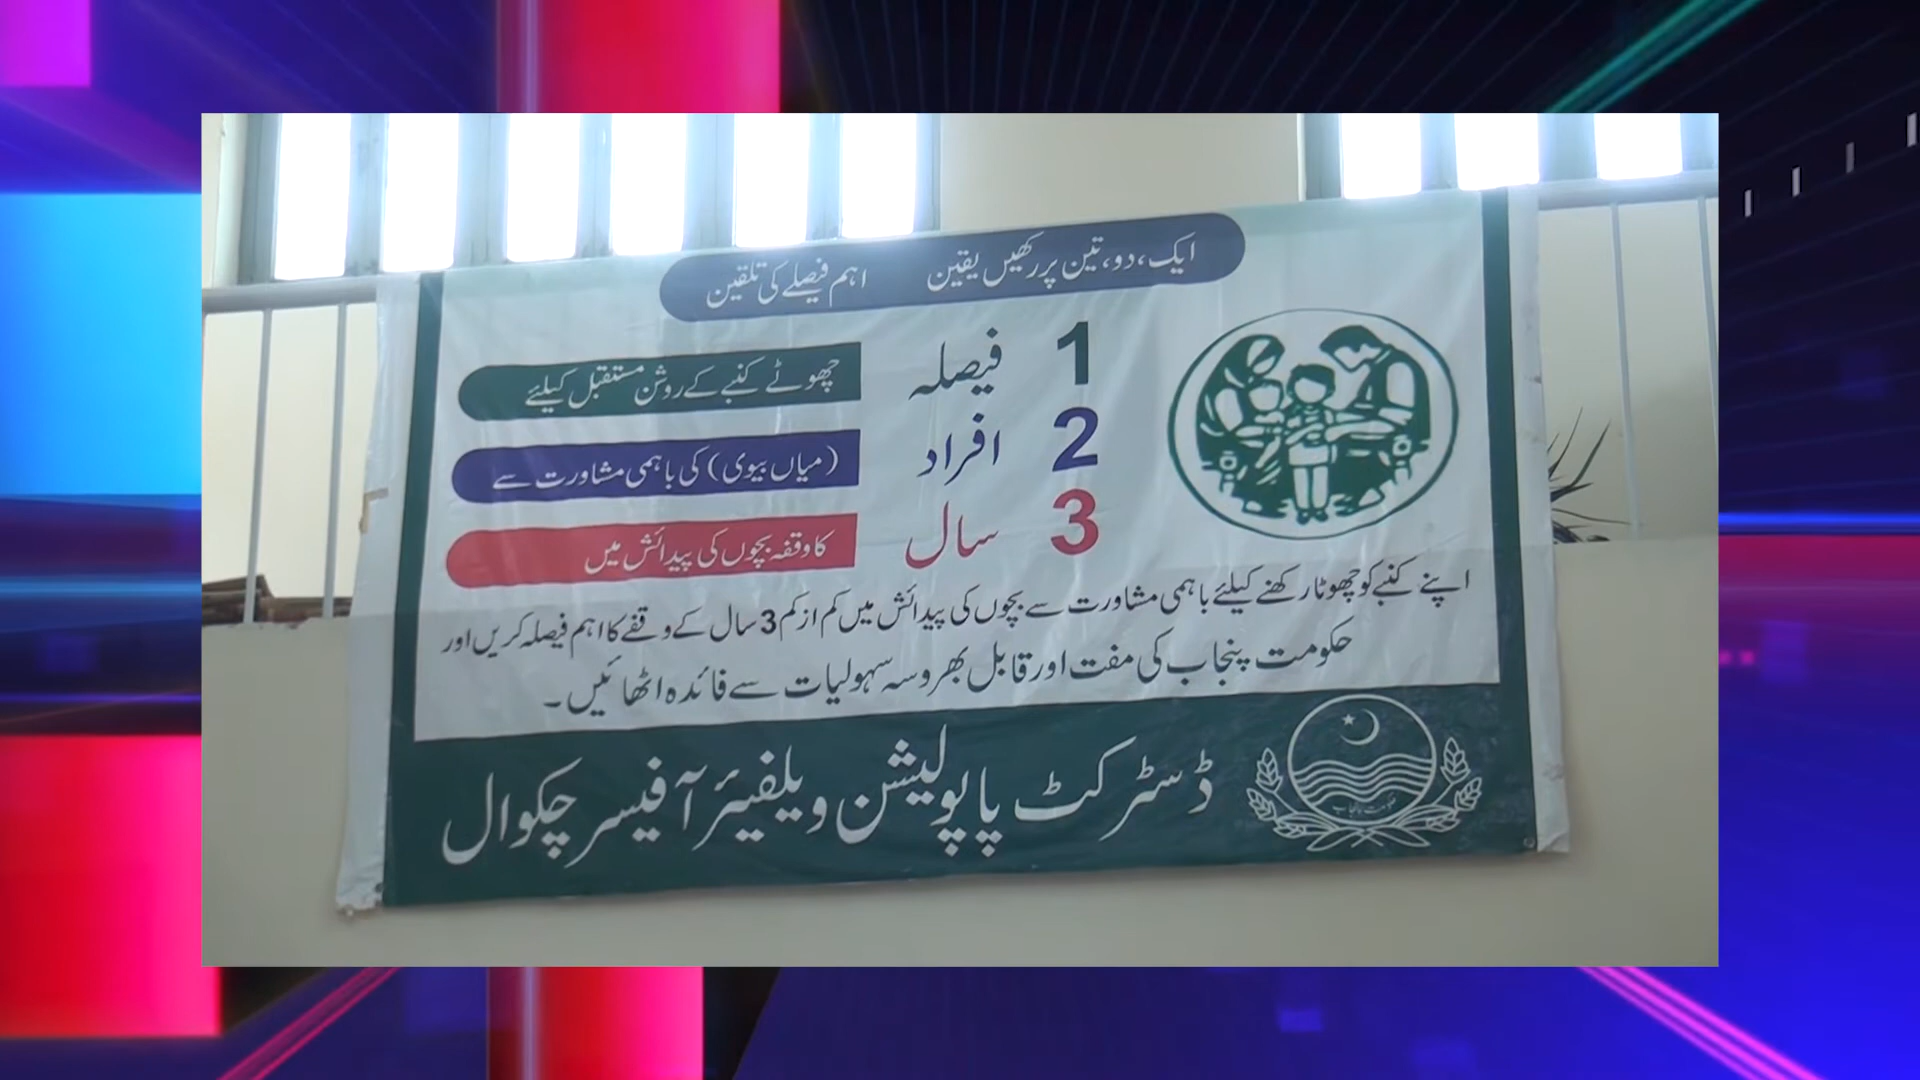 ایک، دو، تین پر رکھیں یقین اہم فیصلے کی تلقین
1 فیصلہ چھوٹے کنبے کے روشن مستقبل کیلئے
2 افراد (میاں بیوی) کی باہمی مشاورت سے
3 سال کا وقفہ بچوں کی پیدائش میں
اپنے کنبے کو چھوٹا رکھنے کیلئے باہمی مشاورت سے بچوں کی پیدائش میں کم از کم 3 سال کے وقفے کا اہم فیصلہ کریں اور
حکومت پنجاب کی مفت اور قابل بھروسہ سہولیات سے فائدہ اٹھائیں۔
حکومت پنجاب
ڈسٹرکٹ پاپولیشن ویلفیئر آفیسر چکوال